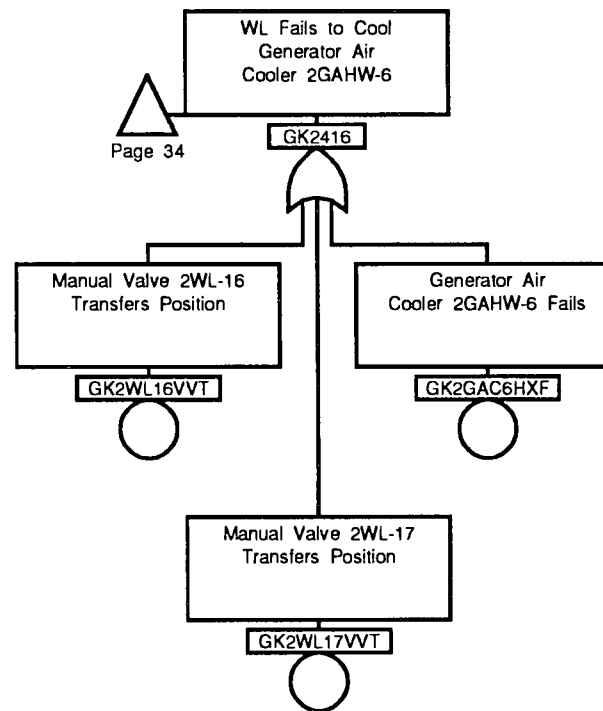 WL Fails to Cool
Generator Air
Cooler 2GAHW-6
Page 34
GK2416
Manual Valve 2WL-16
Transfers Position
GK2WL16VVT
Generator Air
Cooler 2GAHW-6 Fails
GK2GAC6HXF
Manual Valve 2WL-17
Transfers Position
GK2WL17VVT